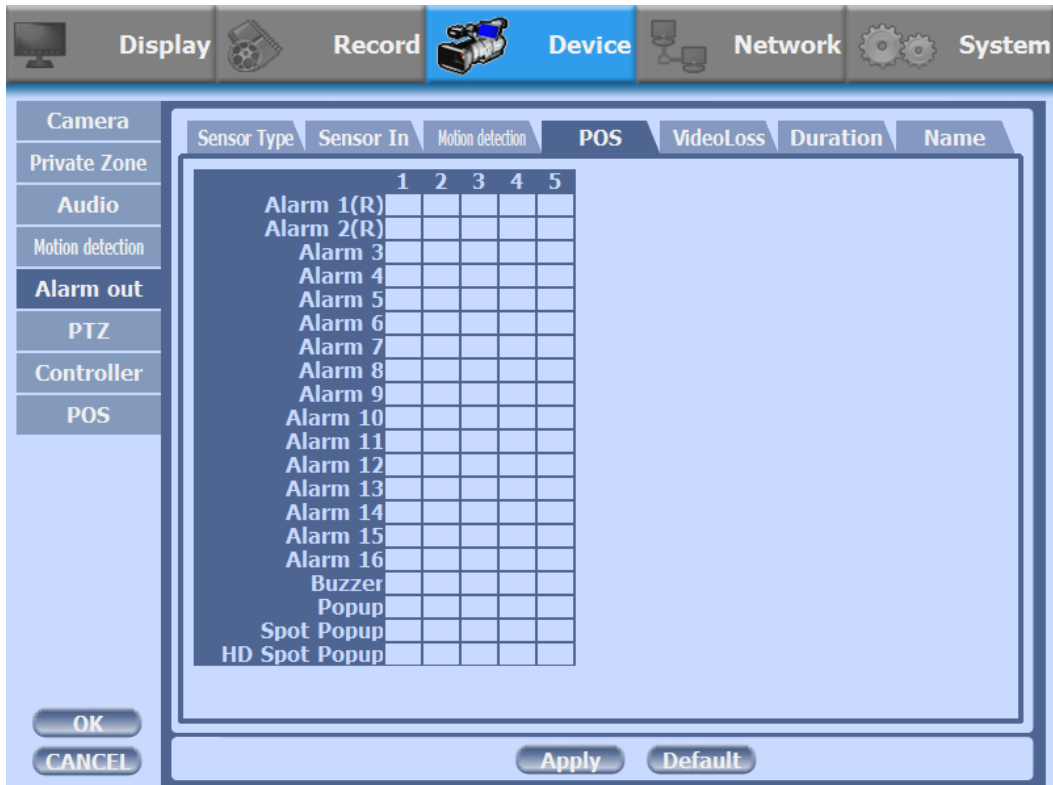 Display Record Device Network System
Camera
Private Zone
Audio
Motion detection
Alarm out
PTZ
Controller
POS
OK
CANCEL
Sensor Type Sensor In Motion detection POS VideoLoss Duration Name
1 2 3 4 5
Alarm 1(R)
Alarm 2(R)
Alarm 3
Alarm 4
Alarm 5
Alarm 6
Alarm 7
Alarm 8
Alarm 9
Alarm 10
Alarm 11
Alarm 12
Alarm 13
Alarm 14
Alarm 15
Alarm 16
Buzzer
Popup
Spot Popup
HD Spot Popup
Apply Default